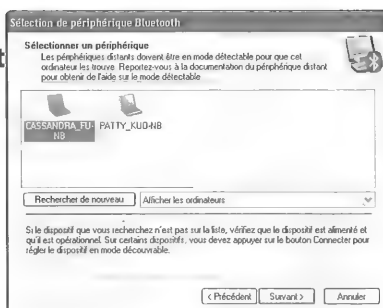 t
Sélection de périphérique Bluetooth
Sélectionner un périphérique
Les périphériques distants doivent être en mode détectable pour que cet
ordinateur les trouve. Reportez-vous à la documentation du périphérique distant
pour obtenir de l'aide sur le mode détectable
CASSANDRA_FU- PATTY_KUO-NB
NB
Rechercher de nouveau Afficher les ordinateurs
Si le dispositif que vous recherchez n'est pas sur la liste, vérifiez que le dispositif est alimenté et
qu'il est opérationnel. Sur certains dispositifs, vous devez appuyer sur le bouton Connecter pour
régler le dispositif en mode découvrable.
< Précédent Suivant > Annuler